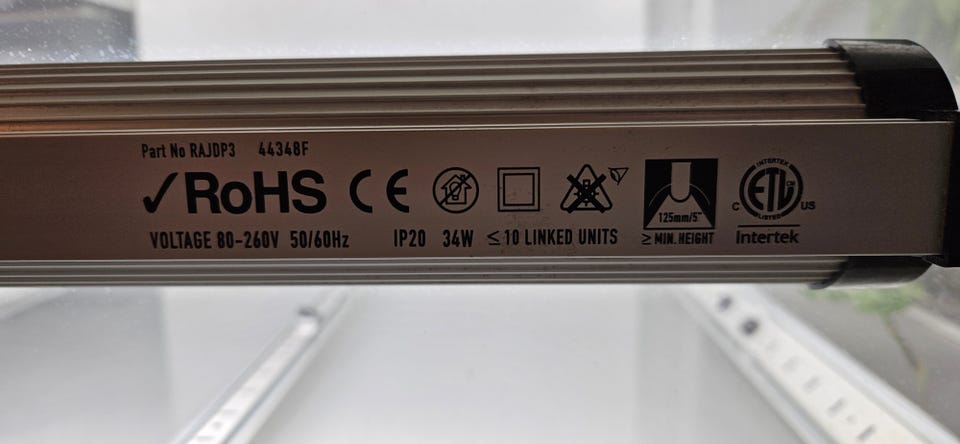 Part No RAJDP3 44348F
✓RoHS CE
INTERTEK
ETL CM
LISTED
C US
125mm/5"
VOLTAGE 80-260V 50/60Hz IP20 34W ≤10 LINKED UNITS ≥ MIN. HEIGHT Intertek